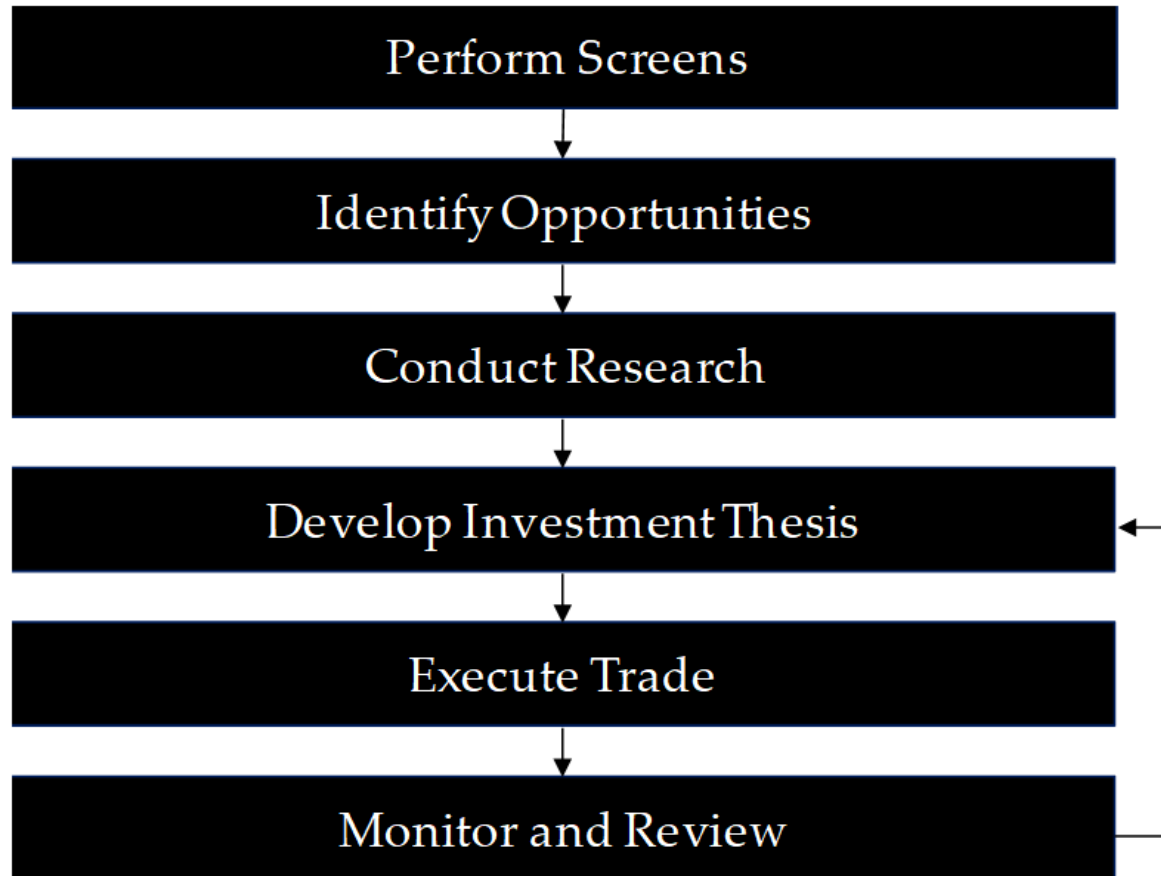 Perform Screens
Identify Opportunities
Conduct Research
Develop Investment Thesis
Execute Trade
Monitor and Review